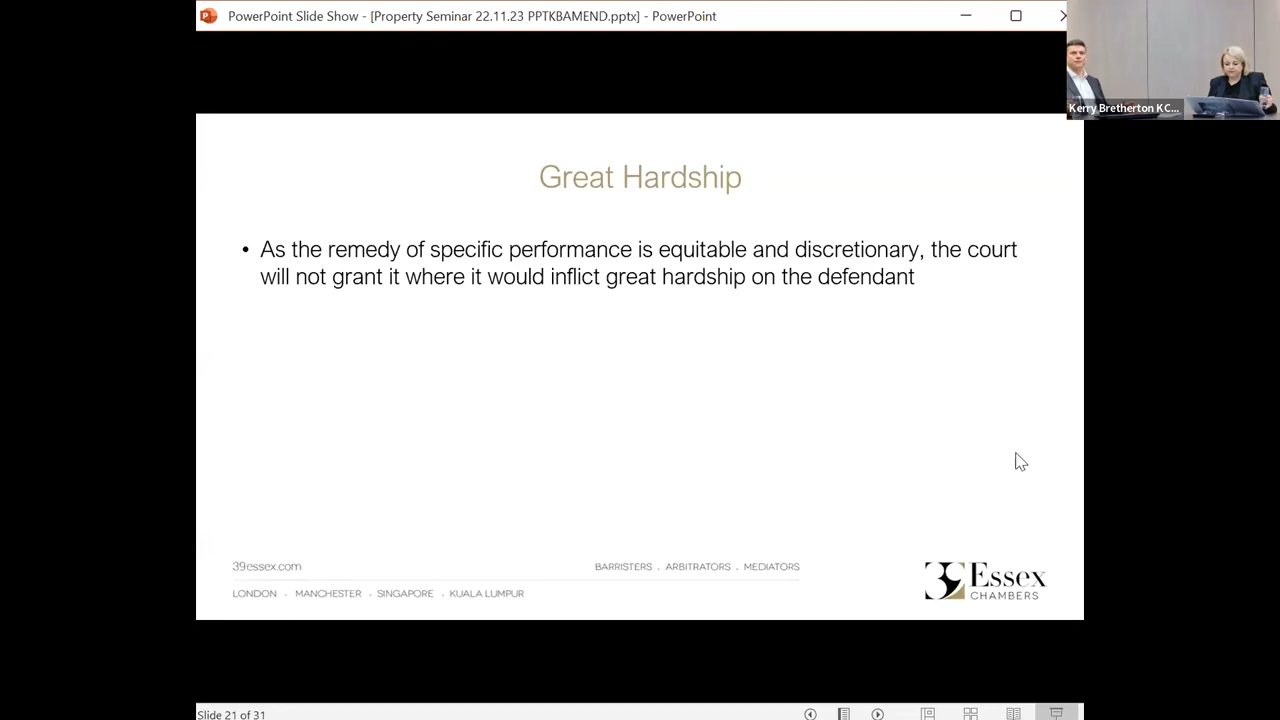 PowerPoint Slide Show - [Property Seminar 22.11.23 PPTKBAMEND.pptx] - PowerPoint
Kerry Bretherton KC...
Great Hardship
• As the remedy of specific performance is equitable and discretionary, the court
will not grant it where it would inflict great hardship on the defendant
39essex.com
BARRISTERS . ARBITRATORS . MEDIATORS
LONDON . MANCHESTER . SINGAPORE . KUALA LUMPUR
39 Essex
CHAMBERS
Slide 21 of 31